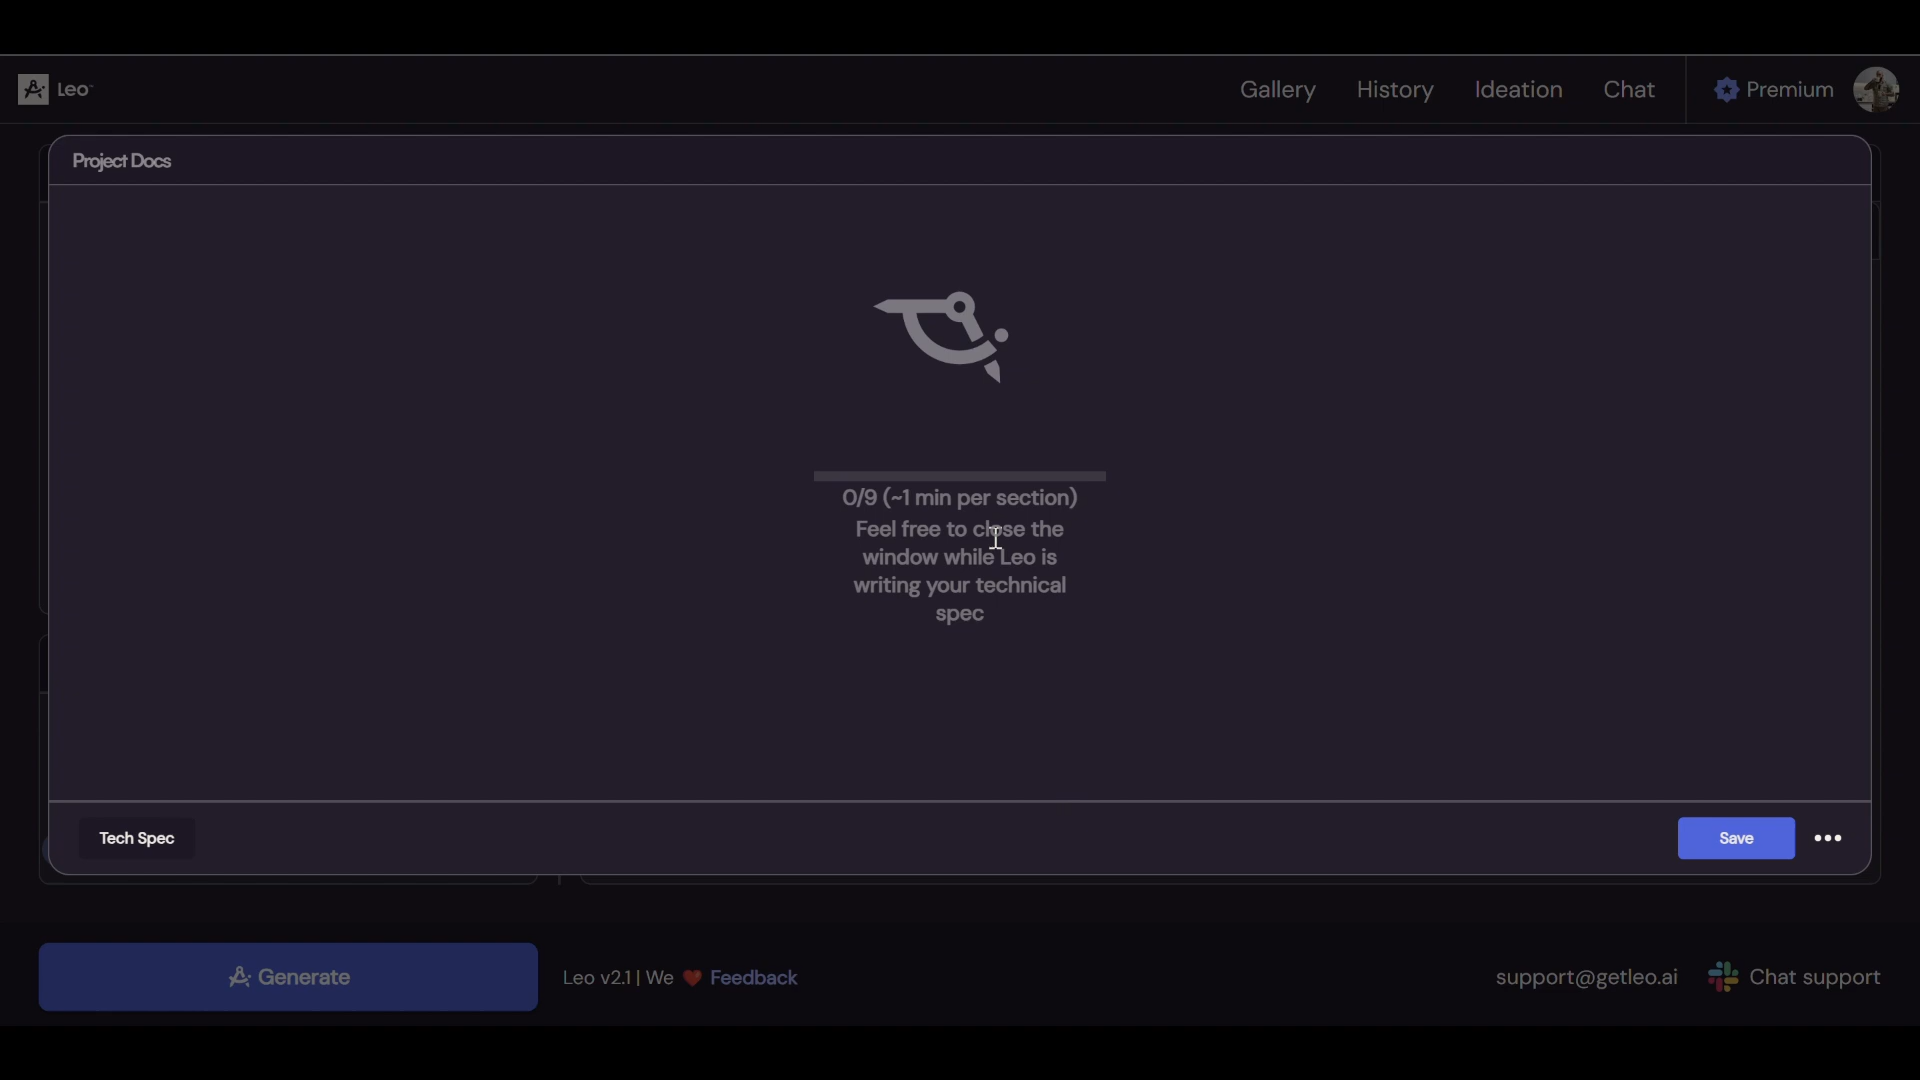 Leo
Gallery History Ideation Chat Premium
Project Docs
0/9 (~1 min per section)
Feel free to close the
window while Leo is
writing your technical
spec
Tech Spec
Save
Generate
Leo v2.1 | We ❤️ Feedback
support@getleo.ai
Chat support